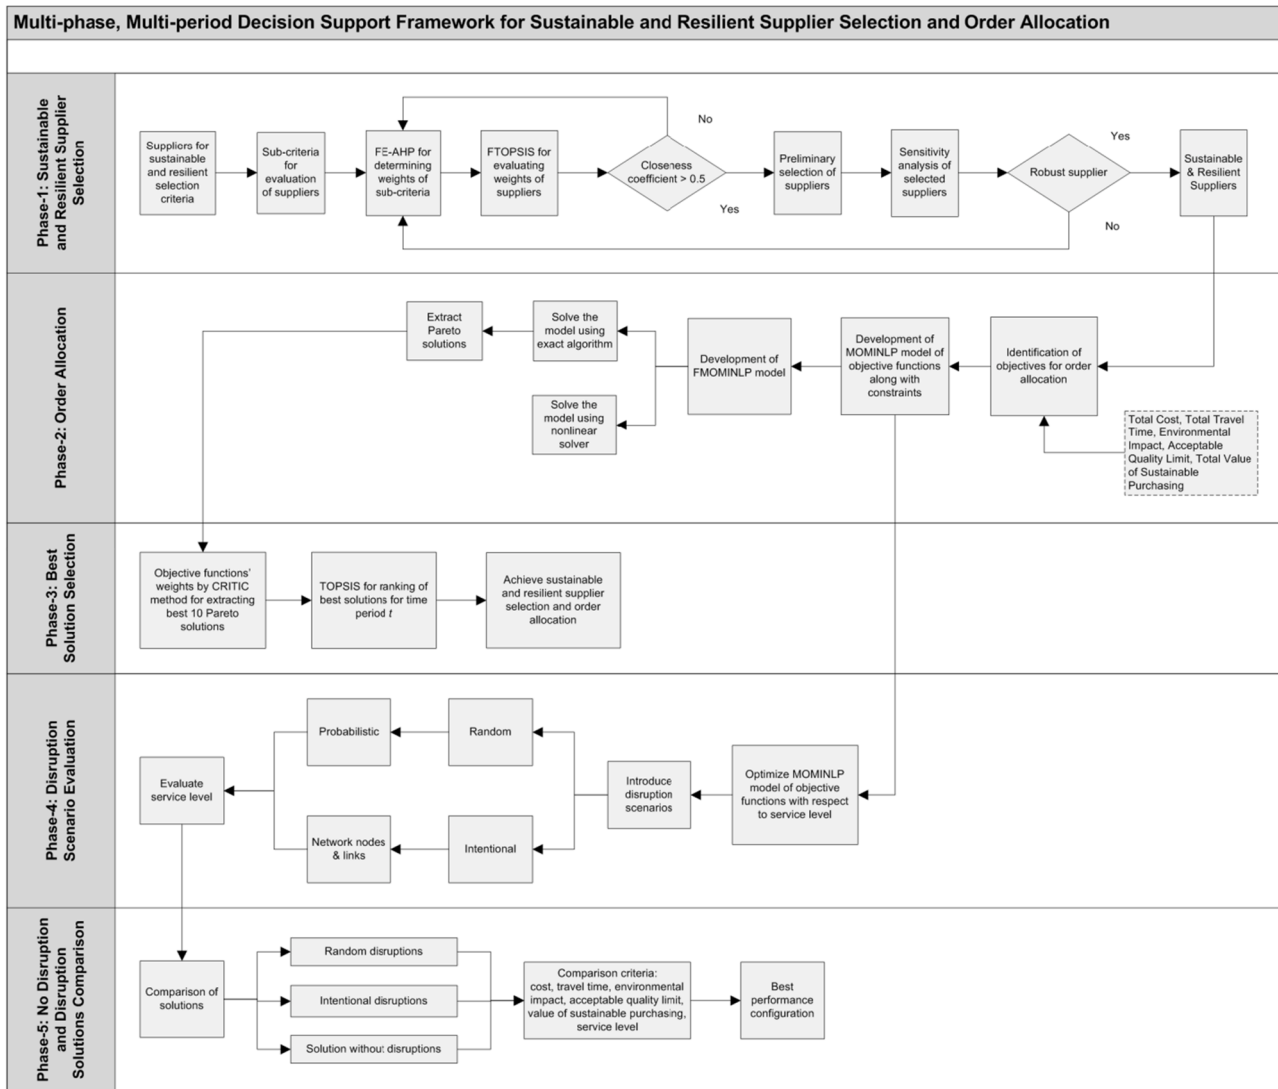 Multi-phase, Multi-period Decision Support Framework for Sustainable and Resilient Supplier Selection and Order Allocation
Phase-1: Sustainable
and Resilient Supplier
Selection
Suppliers for
sustainable
and resilient
selection
criteria
Sub-criteria
for
evaluation
of suppliers
FE-AHP for
determining
weights of
sub-criteria
FTOPSIS for
evaluating
weights of
suppliers
Closeness
coefficient > 0.5
No
Yes
Preliminary
selection of
suppliers
Sensitivity
analysis of
selected
suppliers
Robust supplier
Yes
No
Sustainable
& Resilient
Suppliers
Phase-2: Order Allocation
Extract
Pareto
solutions
Solve the
model using
exact algorithm
Solve the
model using
nonlinear
solver
Development of
FMOMINLP model
Development of
MOMINLP model of
objective functions
along with
constraints
Identification of
objectives for order
allocation
Total Cost, Total Travel
Time, Environmental
Impact, Acceptable
Quality Limit, Total Value
of Sustainable
Purchasing
Phase-3: Best
Solution Selection
Objective functions'
weights by CRITIC
method for extracting
best 10 Pareto
solutions
TOPSIS for ranking of
best solutions for time
period t
Achieve sustainable
and resilient supplier
selection and order
allocation
Phase-4: Disruption
Scenario Evaluation
Evaluate
service level
Probabilistic
Random
Network nodes
& links
Intentional
Introduce
disruption
scenarios
Optimize MOMINLP
model of objective
functions with respect
to service level
Phase-5: No Disruption
and Disruption
Solutions Comparison
Comparison of
solutions
Random disruptions
Intentional disruptions
Solution without disruptions
Comparison criteria:
cost, travel time, environmental
impact, acceptable quality limit,
value of sustainable purchasing,
service level
Best
performance
configuration